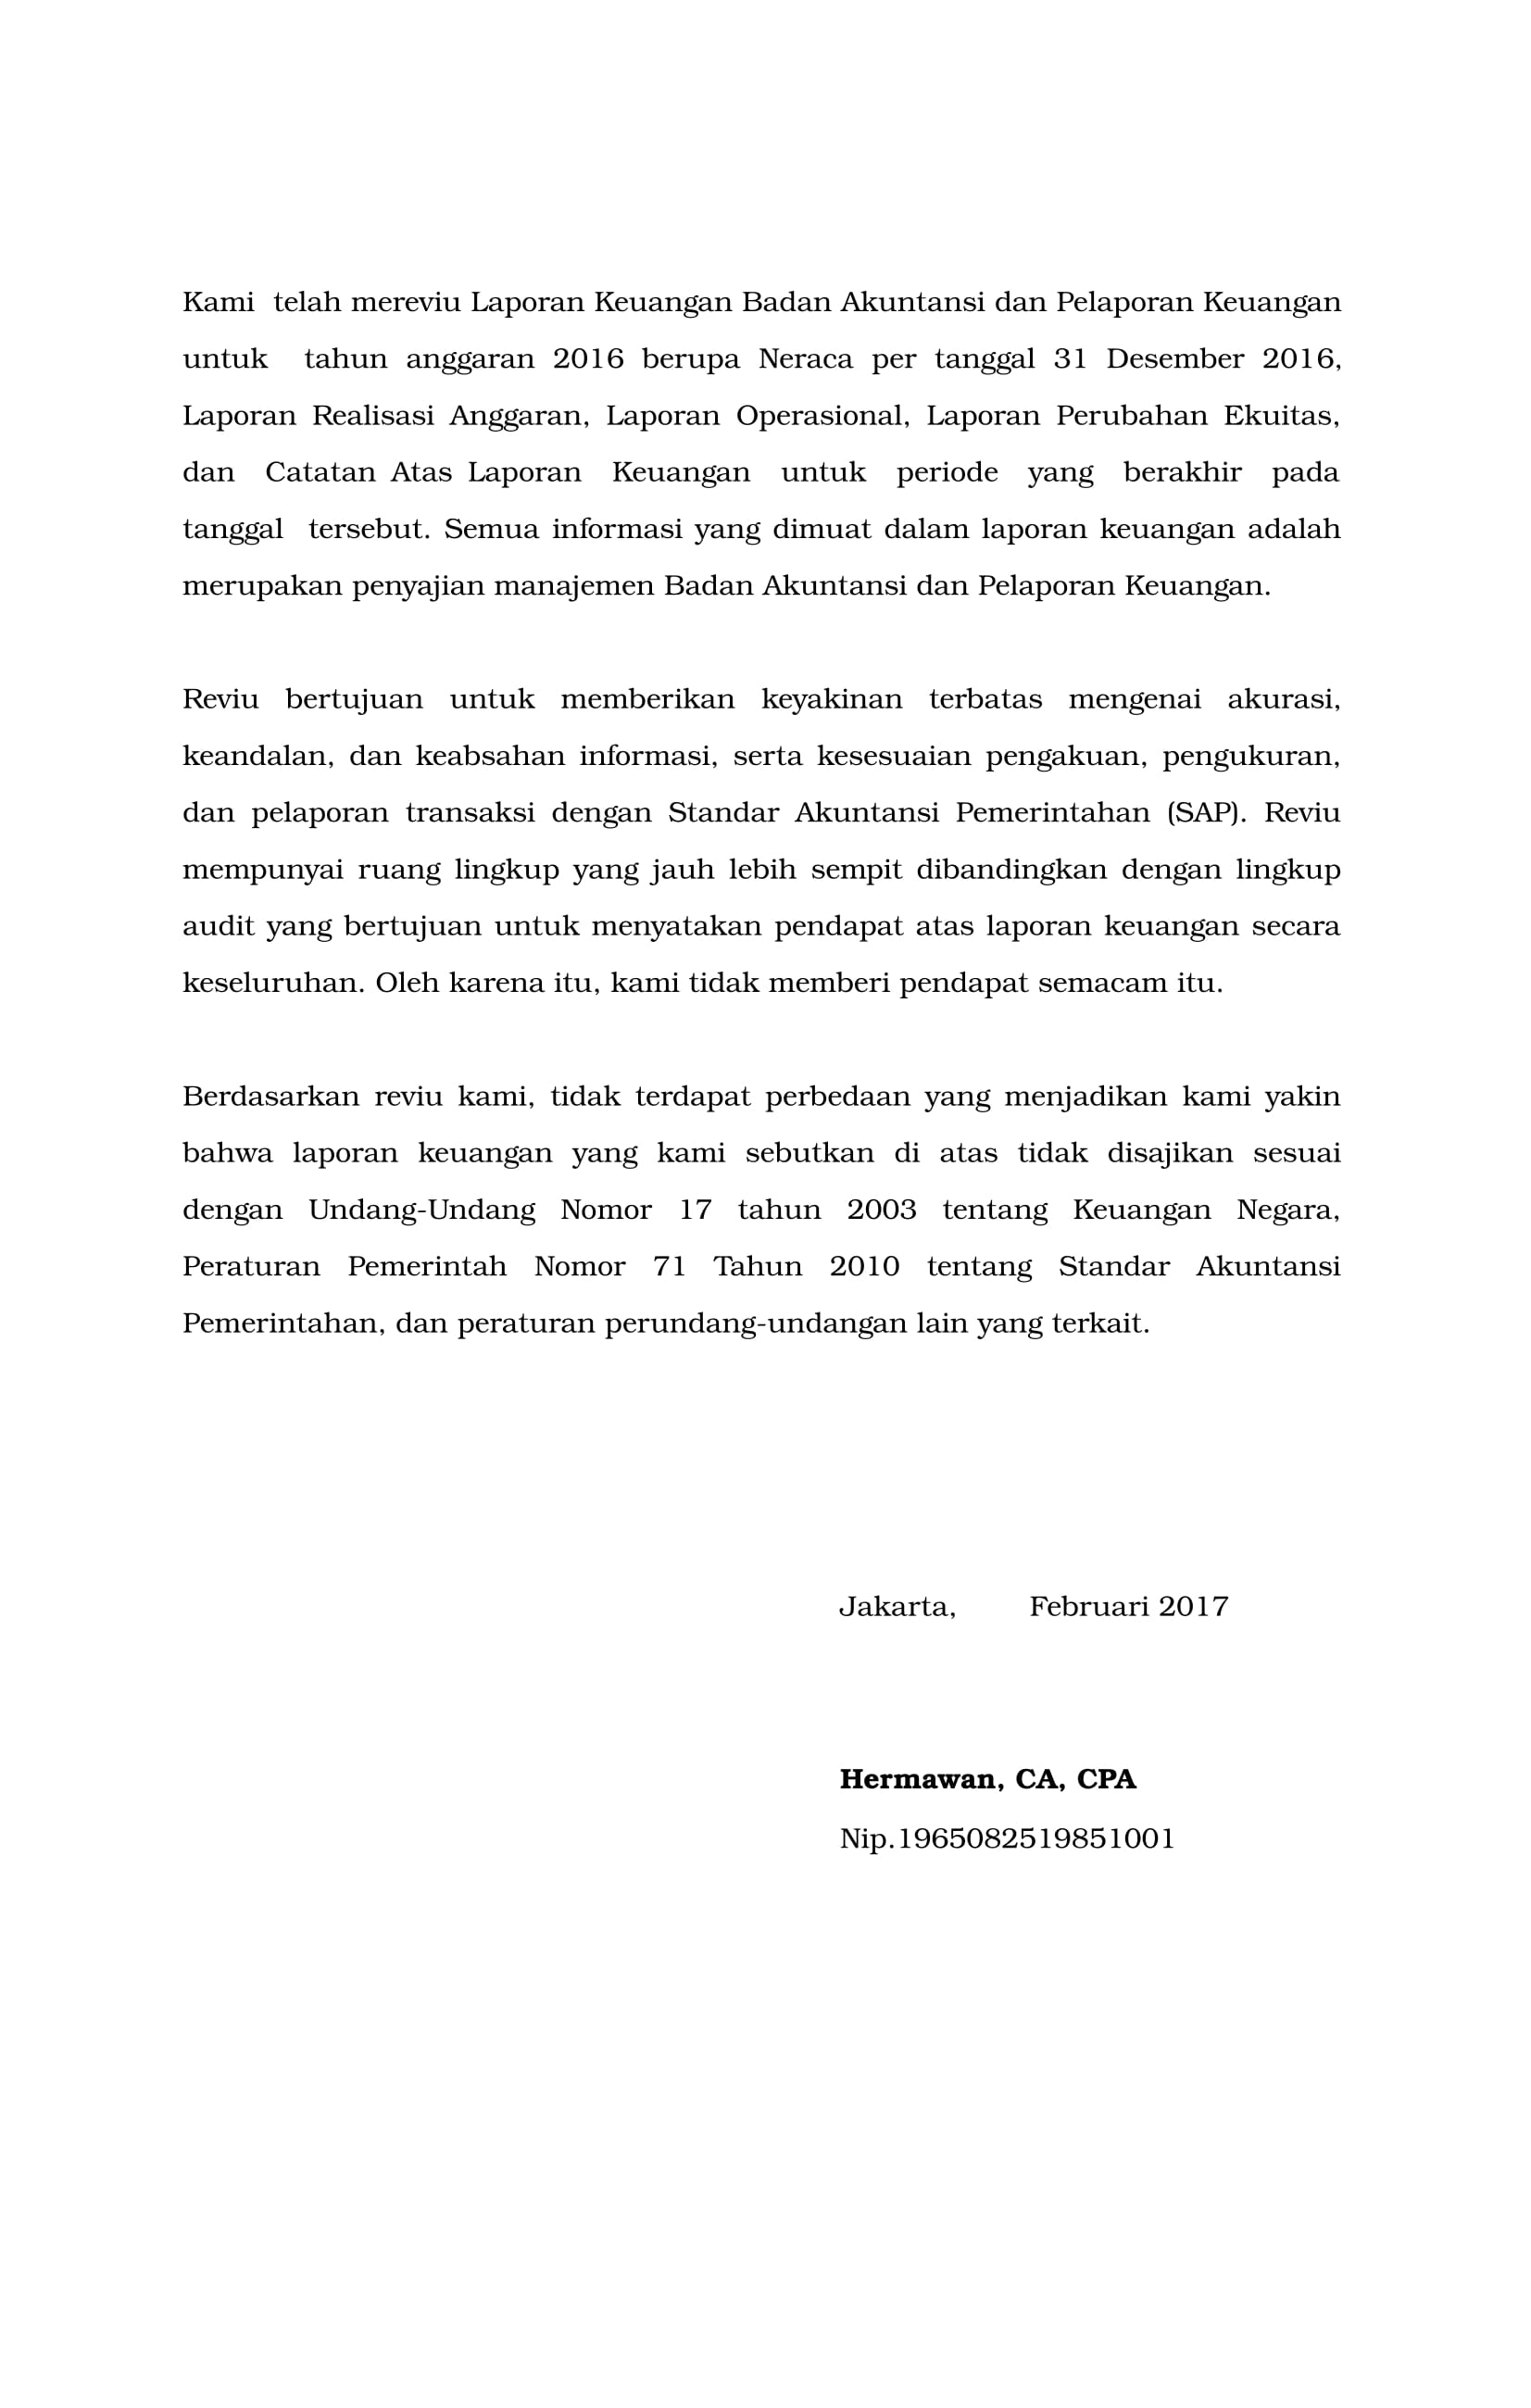 Kami telah mereviu Laporan Keuangan Badan Akuntansi dan Pelaporan Keuangan
untuk tahun anggaran 2016 berupa Neraca per tanggal 31 Desember 2016,
Laporan Realisasi Anggaran, Laporan Operasional, Laporan Perubahan Ekuitas,
dan Catatan Atas Laporan Keuangan untuk periode yang berakhir pada
tanggal tersebut. Semua informasi yang dimuat dalam laporan keuangan adalah
merupakan penyajian manajemen Badan Akuntansi dan Pelaporan Keuangan.
Reviu bertujuan untuk memberikan keyakinan terbatas mengenai akurasi,
keandalan, dan keabsahan informasi, serta kesesuaian pengakuan, pengukuran,
dan pelaporan transaksi dengan Standar Akuntansi Pemerintahan (SAP). Reviu
mempunyai ruang lingkup yang jauh lebih sempit dibandingkan dengan lingkup
audit yang bertujuan untuk menyatakan pendapat atas laporan keuangan secara
keseluruhan. Oleh karena itu, kami tidak memberi pendapat semacam itu.
Berdasarkan reviu kami, tidak terdapat perbedaan yang menjadikan kami yakin
bahwa laporan keuangan yang kami sebutkan di atas tidak disajikan sesuai
dengan Undang-Undang Nomor 17 tahun 2003 tentang Keuangan Negara,
Peraturan Pemerintah Nomor 71 Tahun 2010 tentang Standar Akuntansi
Pemerintahan, dan peraturan perundang-undangan lain yang terkait.
Jakarta, Februari 2017
Hermawan, CA, CPA
Nip.1965082519851001